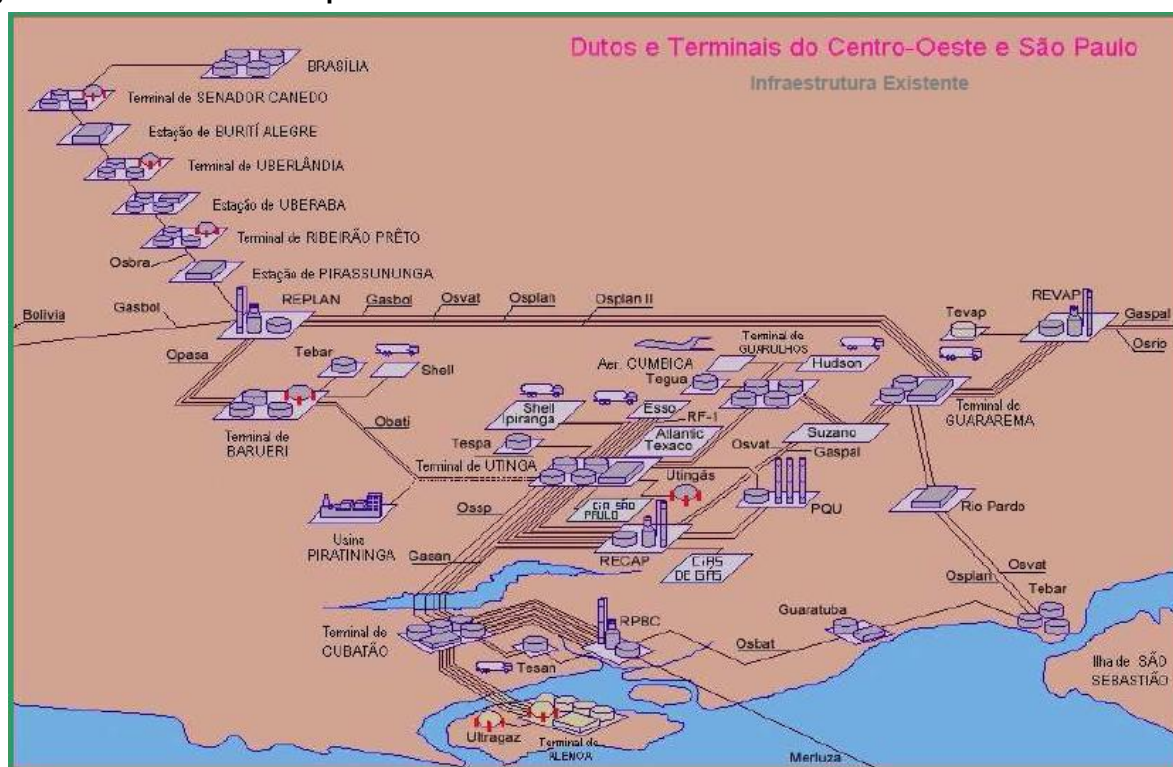 Dutos e Terminais do Centro-Oeste e São Paulo
Infraestrutura Existente
BRASÍLIA
Terminal de SENADOR CANEDO
Estação de BURITÍ ALEGRE
Terminal de UBERLÂNDIA
Estação de UBERABA
Terminal de RIBEIRÃO PRÊTO
Osbra
Estação de PIRASSUNUNGA
REPLAN
Gasbol
Osvat
Osplan
Osplan II
REVAP
Tevap
Gaspal
Osrio
Bolivia
Gasbol
Opasa
Tebar
Shell
Terminal de
GUARULHOS
Aer. CUMBICA
Hudson
Tegua
Shell
Ipiranga
Esso
RF-1
Terminal de
GUARAREMA
Terminal de
BARUERI
Obati
Tespa
Atlantic
Texaco
Osvat
Suzano
Gaspal
Terminal de UTINGA
Utingás
Ossp
CIA SÃO
PAULO
PQU
Rio Pardo
Usina
PIRATININGA
Gasan
RECAP
CIAS
DE GÁS
Osvat
Osplan
Tebar
Guaratuba
RPBC
Terminal de
CUBATÃO
Osbat
Tesan
Ilha de SÃO
SEBASTIÃO
Ultragaz
Terminal de
ALEMOA
Merluza